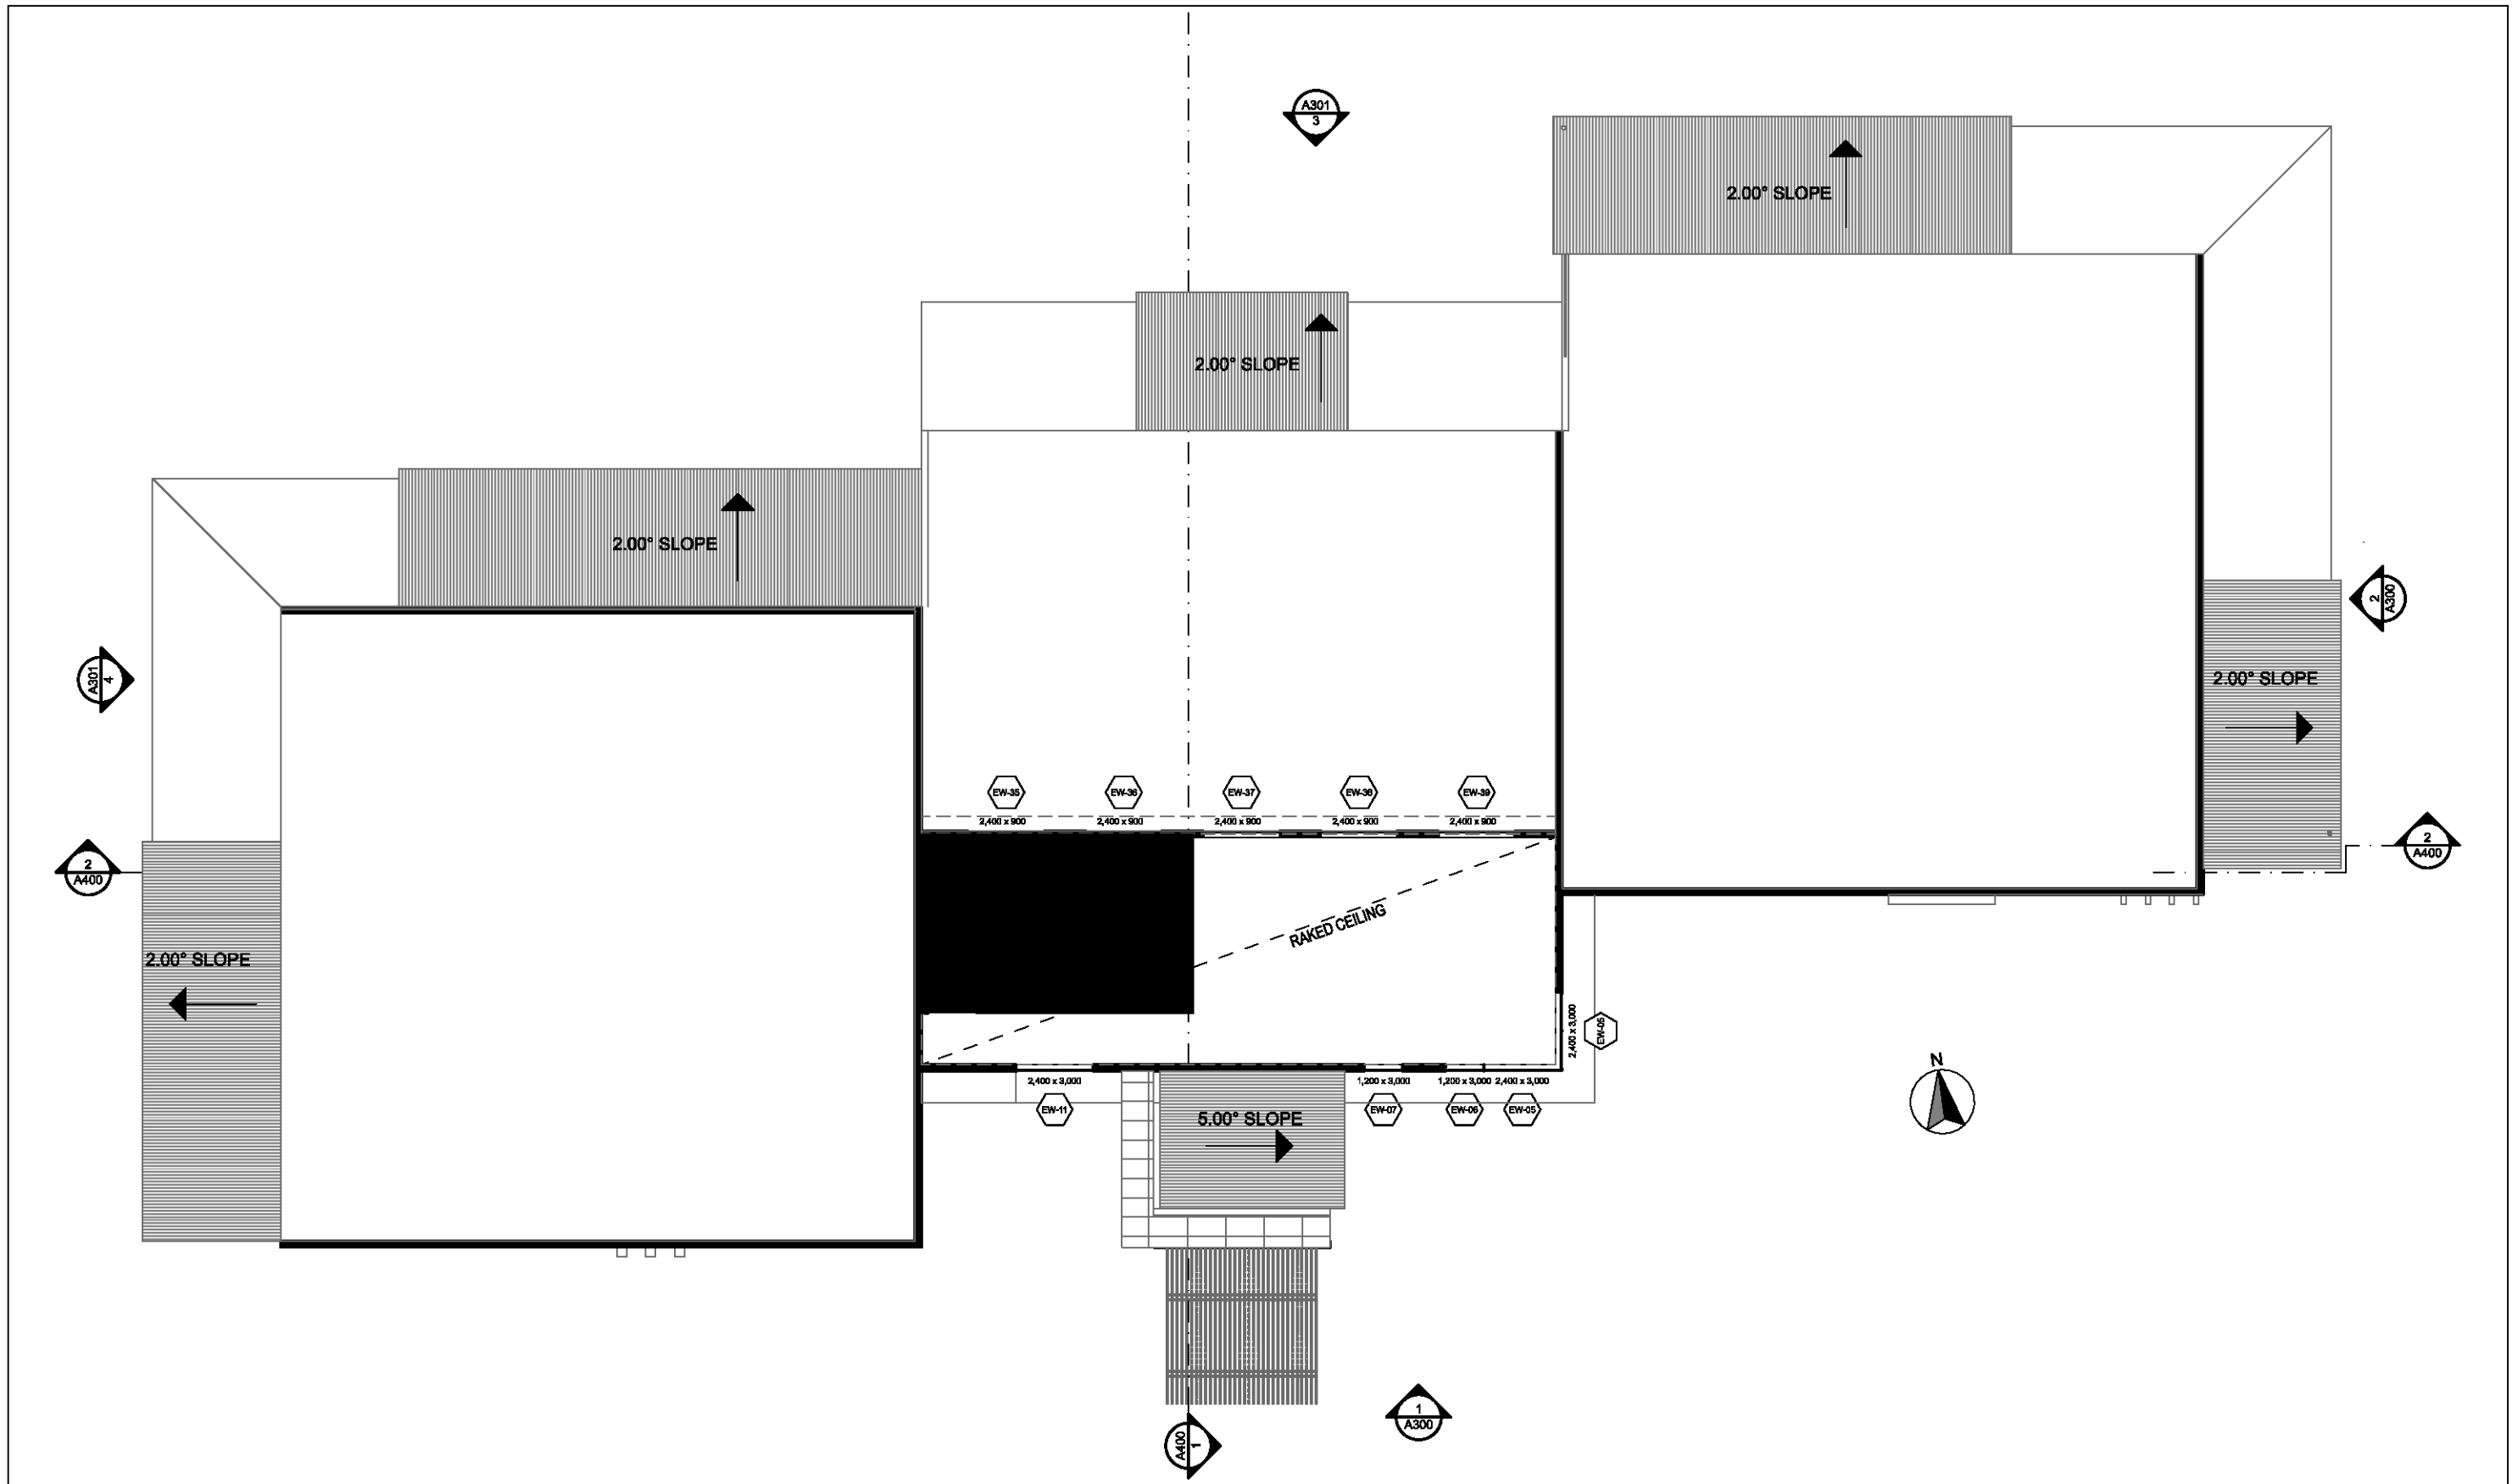 A301
3
2.00° SLOPE
2.00° SLOPE
2.00° SLOPE
2
A300
A301
4
2.00° SLOPE
EW-35
EW-36
EW-37
EW-38
EW-39
2,400 x 900
2,400 x 900
2,400 x 900
2,400 x 900
2,400 x 900
2
A400
2
A400
RAKED CEILING
2.00° SLOPE
2,400 x 3,000
EW-05
N
2,400 x 3,000
1,200 x 3,000
1,200 x 3,000
2,400 x 3,000
EW-11
EW-07
EW-06
EW-05
5.00° SLOPE
1
A300
A400
1